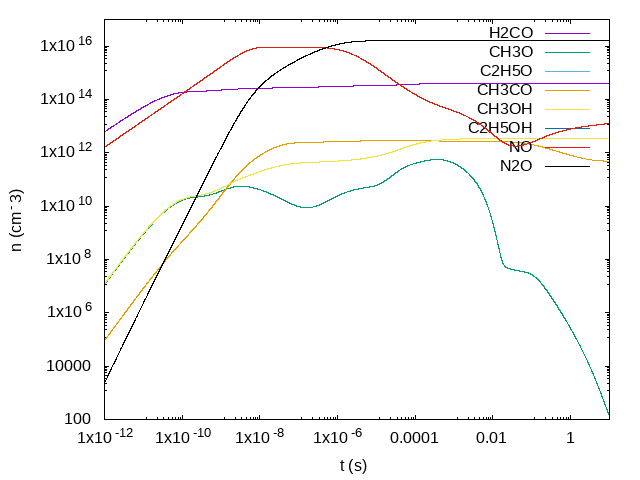 1x10^16
1x10^14
1x10^12
1x10^10
1x10^8
1x10^6
10000
100
n (cm^-3)
H2CO
CH3O
C2H5O
CH3CO
CH3OH
C2H5OH
NO
N2O
1x10^-12 1x10^-10 1x10^-8 1x10^-6 0.0001 0.01 1
t (s)